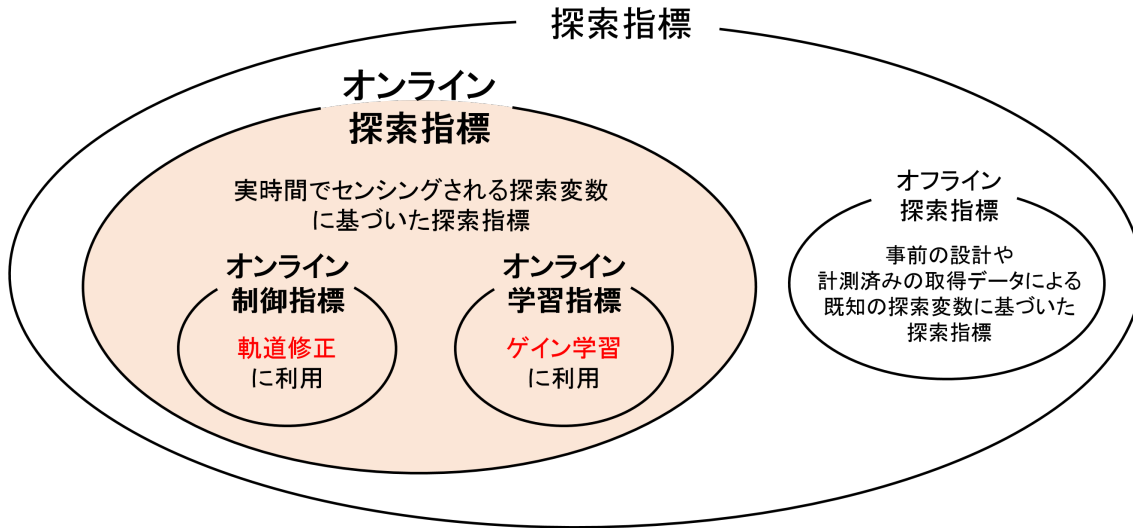 探索指標
オンライン
探索指標
実時間でセンシングされる探索変数
に基づいた探索指標
オンライン
制御指標
軌道修正
に利用
オンライン
学習指標
ゲイン学習
に利用
オフライン
探索指標
事前の設計や
計測済みの取得データによる
既知の探索変数に基づいた
探索指標